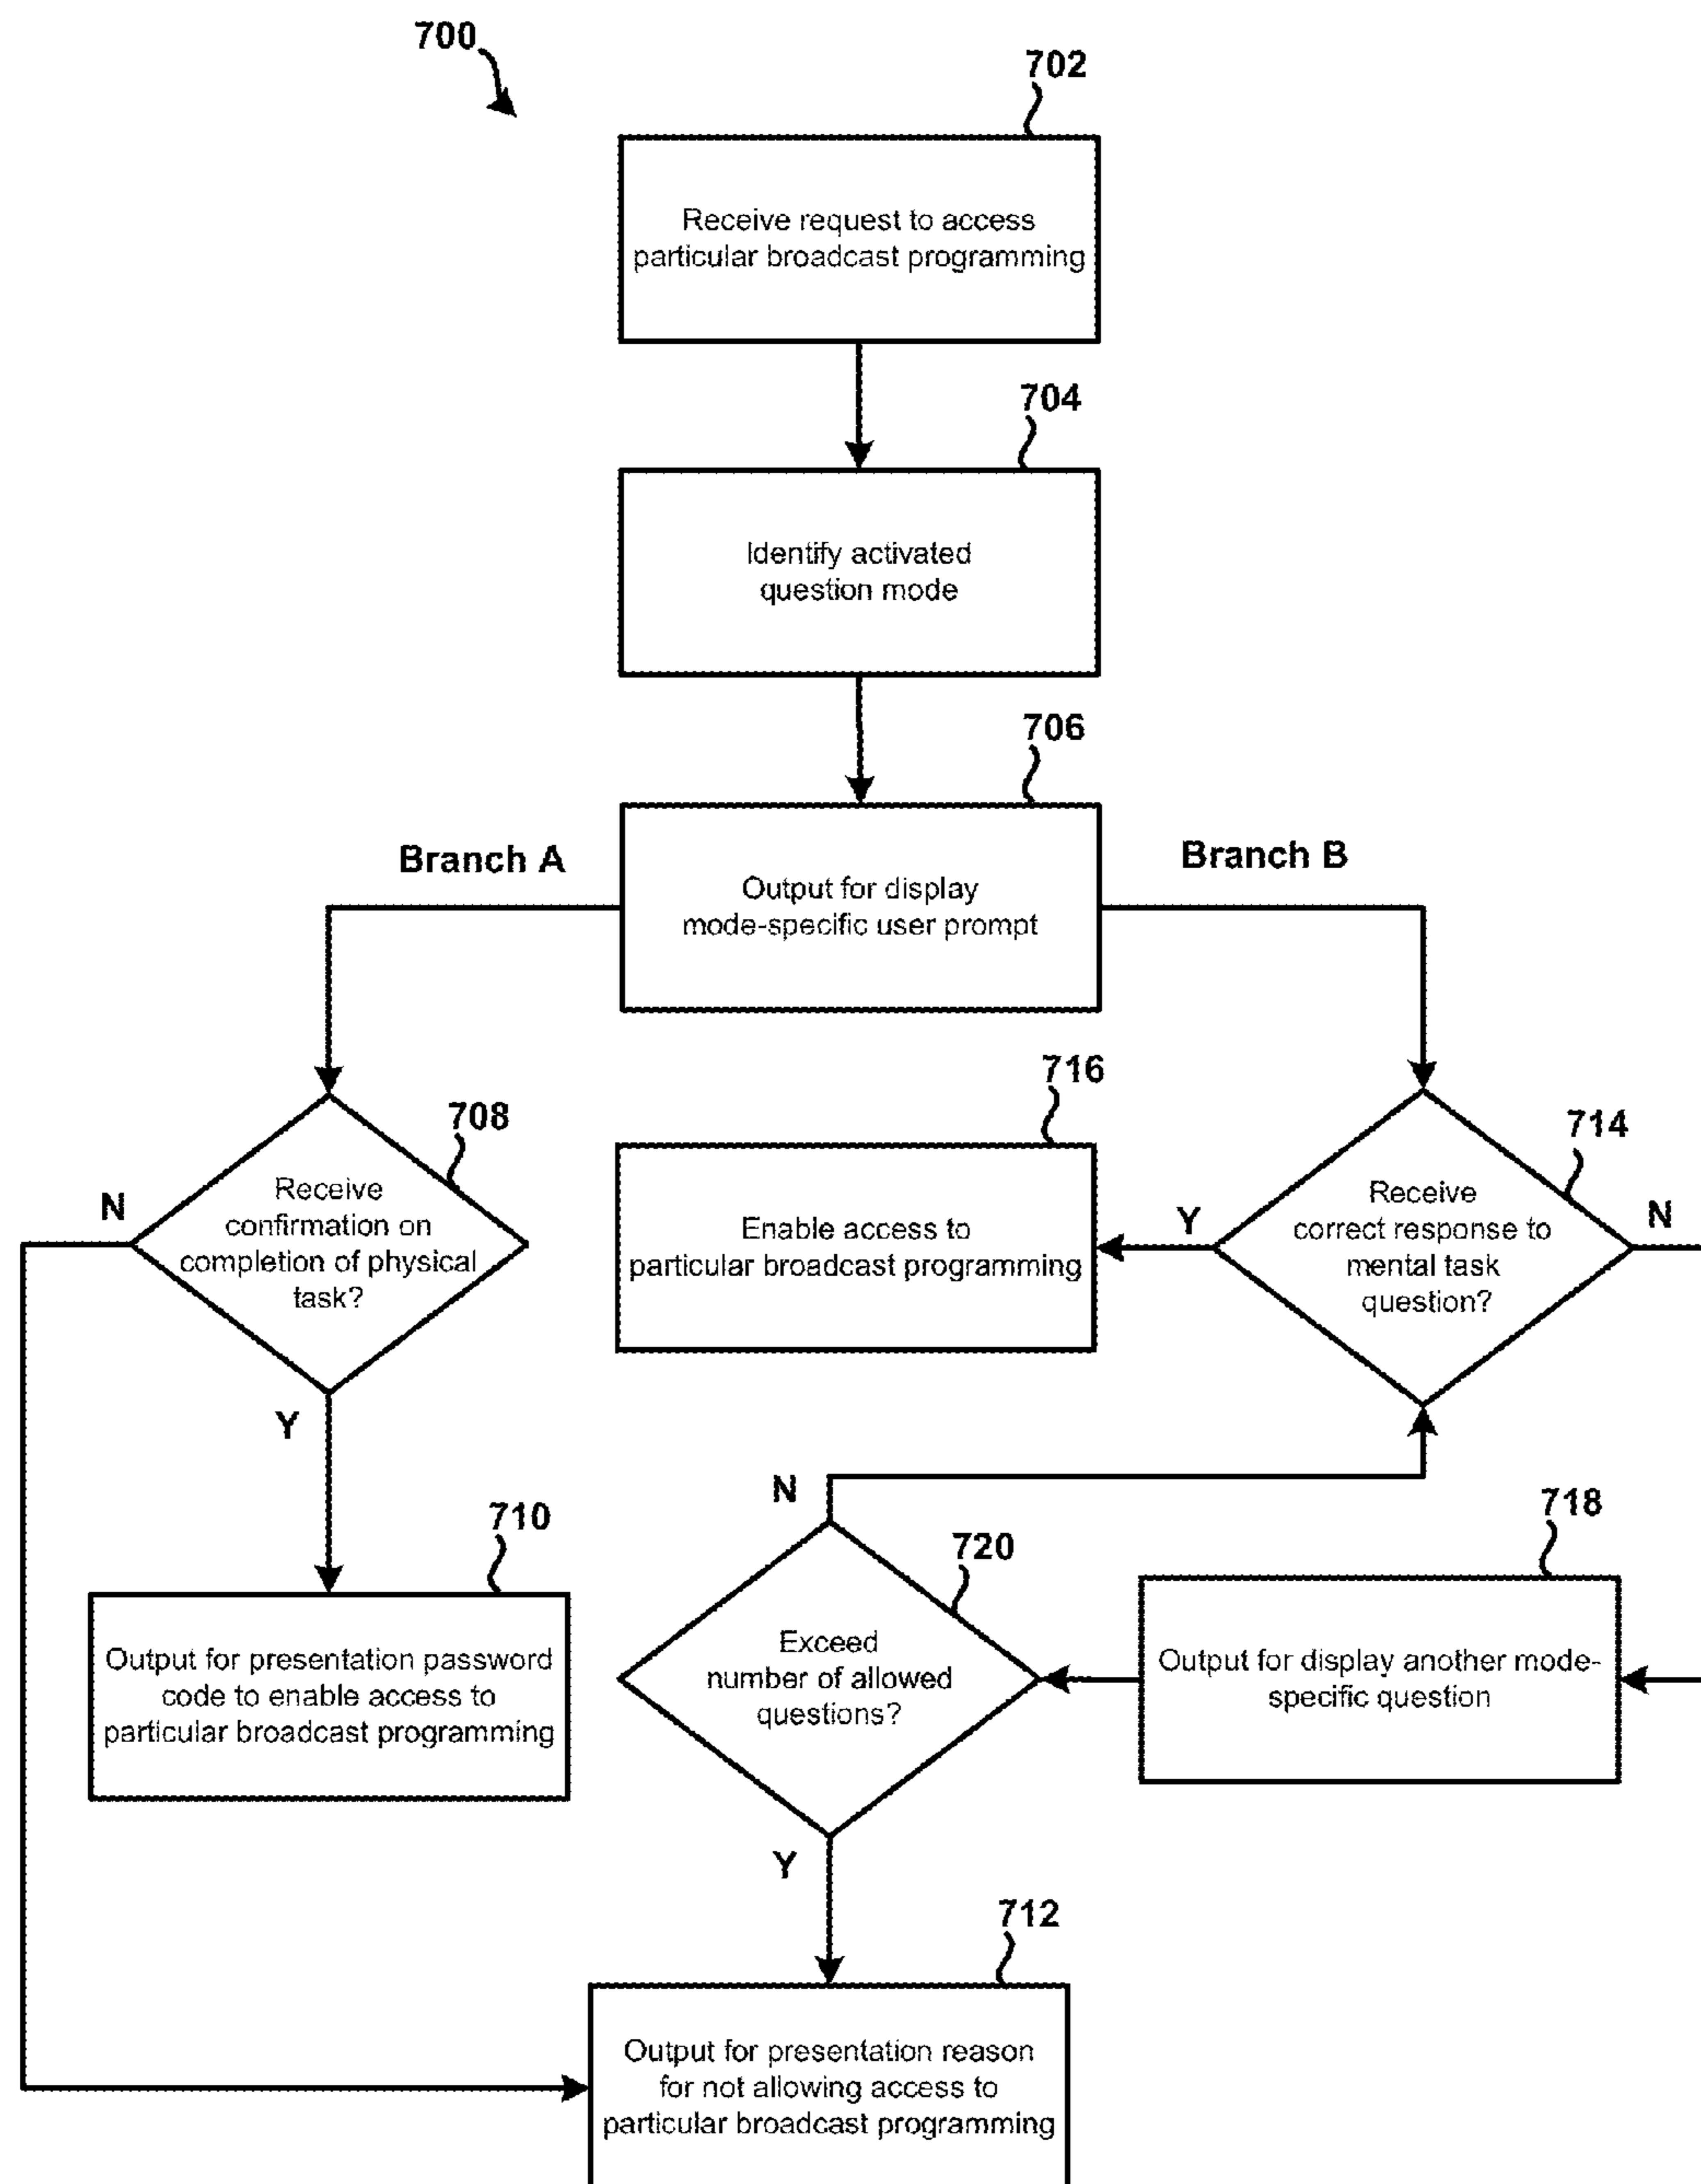 700
702
Receive request to access
particular broadcast programming
704
Identify activated
question mode
706
Branch A
Branch B
Output for display
mode-specific user prompt
708
N
Receive
confirmation on
completion of physical
task?
Y
716
Enable access to
particular broadcast programming
714
Y
Receive
correct response to
mental task
question?
N
710
Output for presentation password
code to enable access to
particular broadcast programming
N
720
Exceed
number of allowed
questions?
718
Output for display another mode-
specific question
Y
712
Output for presentation reason
for not allowing access to
particular broadcast programming